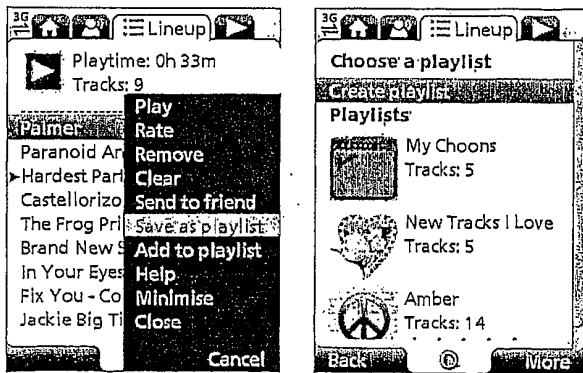 3G
Lineup
Playtime: 0h 33m
Tracks: 9
Palmer
Paranoid
Hardest
Castellorizo
The Frog
Brand New
In Your Eyes
Fix You - Co
Jackie Big Ti
Play
Rate
Remove
Clear
Send to friend
Save as playlist
Add to playlist
Help
Minimise
Close
Cancel
3G
Lineup
Choose a playlist
Create playlist
Playlists
My Choons
Tracks: 5
New Tracks I Love
Tracks: 5
Amber
Tracks: 14
Back
More